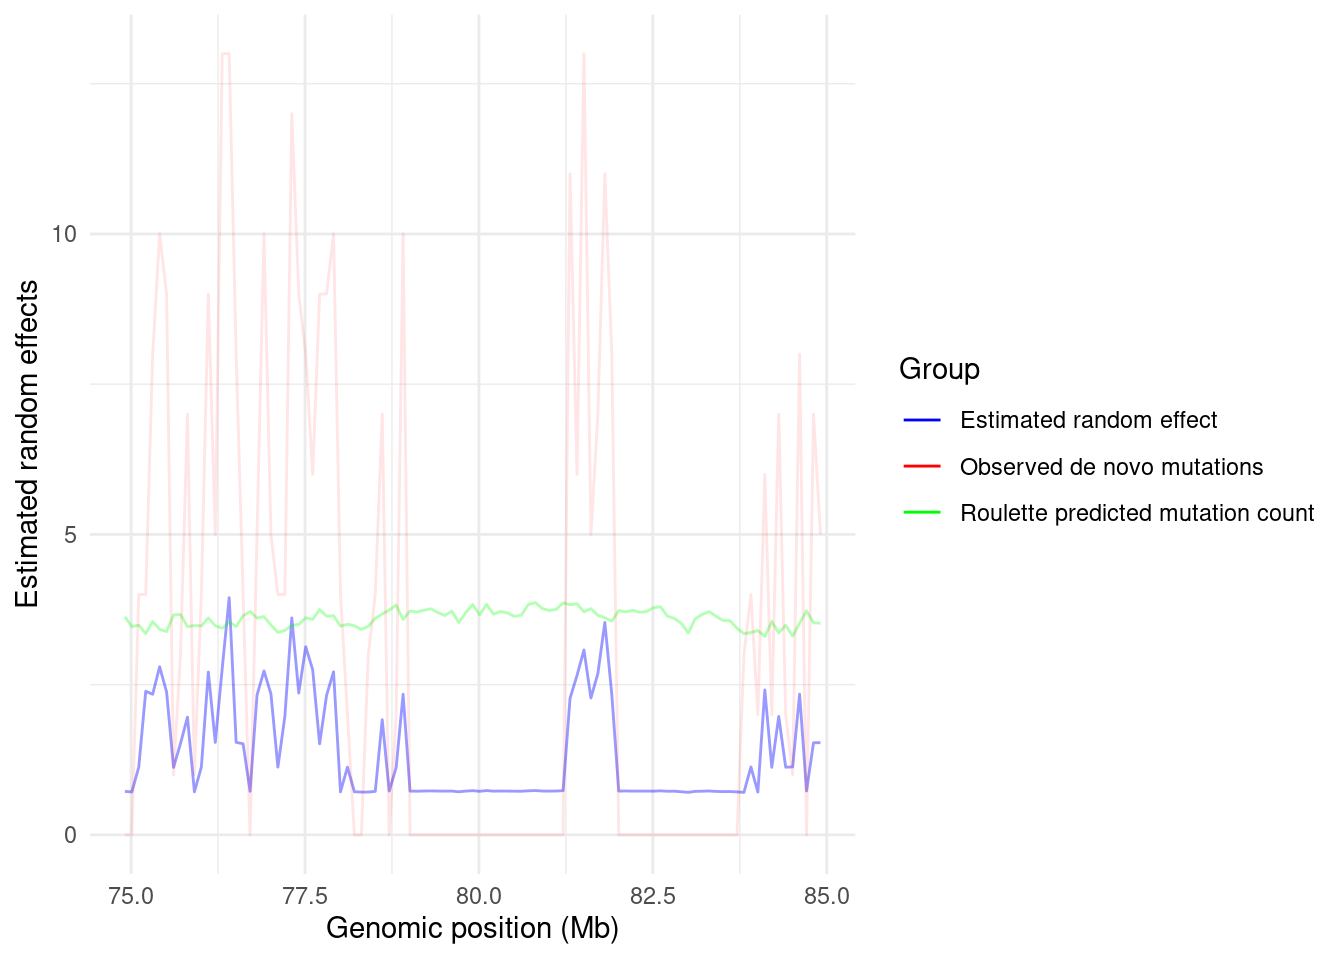 Estimated random effects
10
5
0
75.0 77.5 80.0 82.5 85.0
Genomic position (Mb)
Group
Estimated random effect
Observed de novo mutations
Roulette predicted mutation count